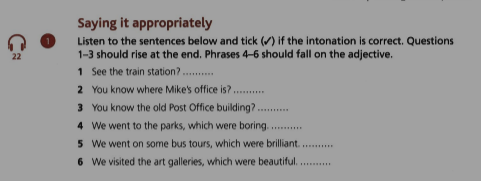 Saying it appropriately
22
1 Listen to the sentences below and tick (✓) if the intonation is correct. Questions
1–3 should rise at the end. Phrases 4–6 should fall on the adjective.
1 See the train station? ..........
2 You know where Mike's office is? ..........
3 You know the old Post Office building? ..........
4 We went to the parks, which were boring. ..........
5 We went on some bus tours, which were brilliant. ..........
6 We visited the art galleries, which were beautiful. ..........